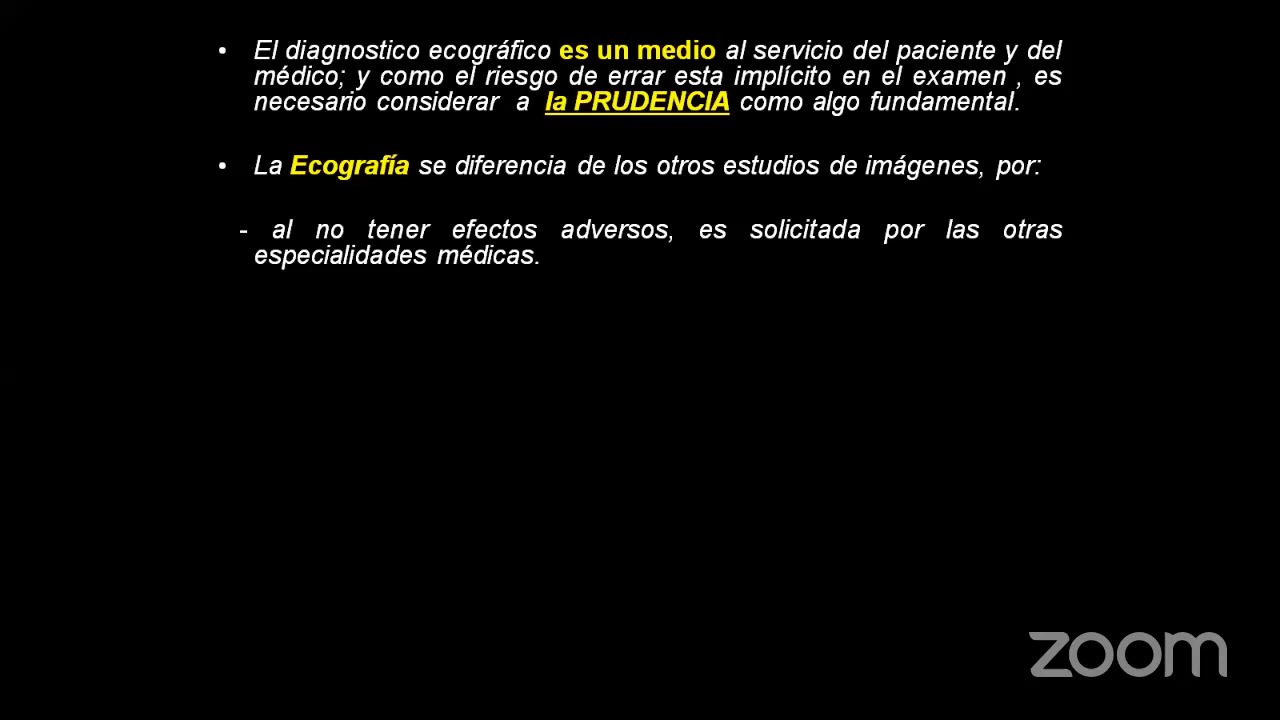 • El diagnostico ecográfico es un medio al servicio del paciente y del
médico; y como el riesgo de errar esta implícito en el examen , es
necesario considerar a la PRUDENCIA como algo fundamental.
• La Ecografía se diferencia de los otros estudios de imágenes, por:
- al no tener efectos adversos, es solicitada por las otras
especialidades médicas.
zoom